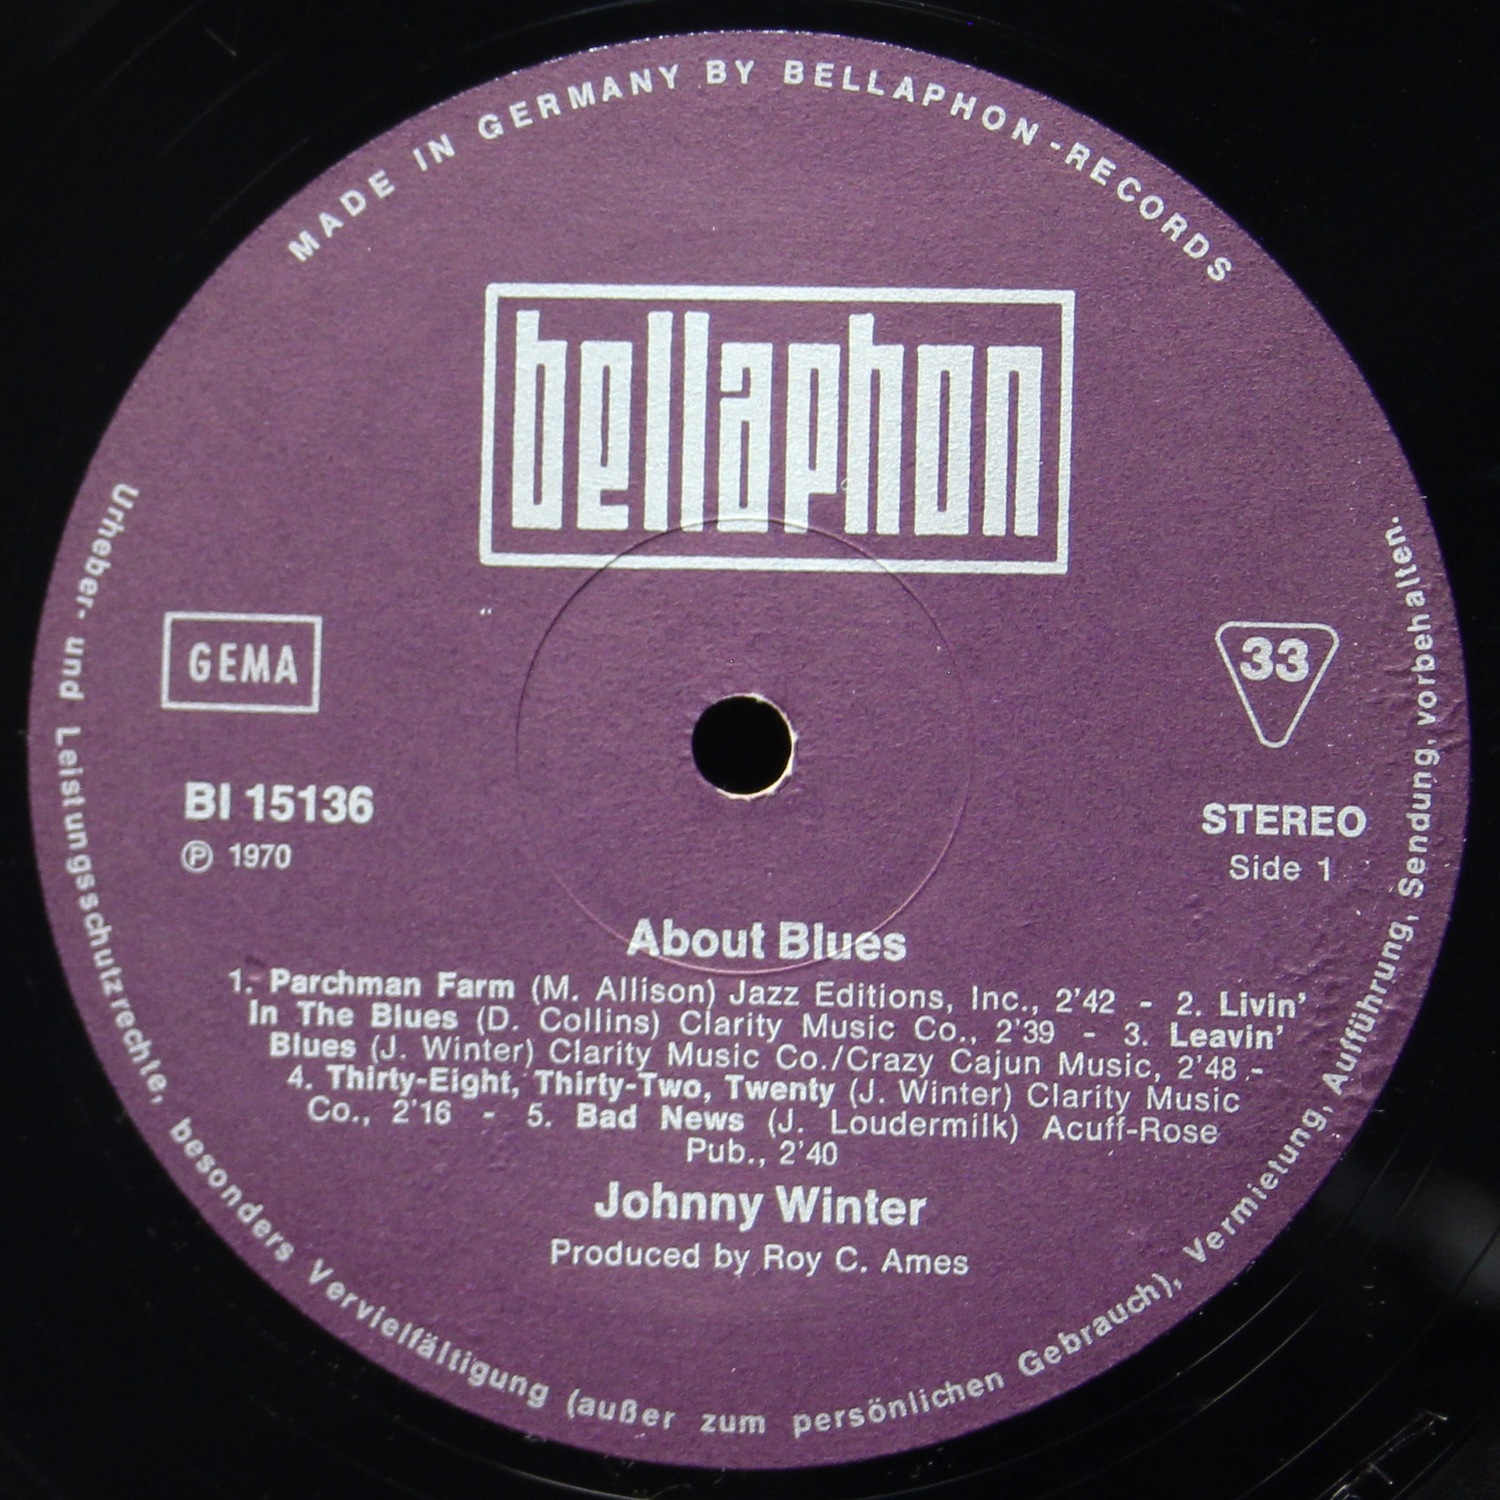 MADE IN GERMANY BY BELLAPHON-RECORDS
bellaphon
GEMA
33
BI 15136
℗ 1970
STEREO
Side 1
About Blues
1. Parchman Farm (M. Allison) Jazz Editions, Inc., 2'42 - 2. Livin'
In The Blues (D. Collins) Clarity Music Co., 2'39 - 3. Leavin'
Blues (J. Winter) Clarity Music Co./Crazy Cajun Music, 2'48 -
4. Thirty-Eight, Thirty-Two, Twenty (J. Winter) Clarity Music
Co., 2'16 - 5. Bad News (J. Loudermilk) Acuff-Rose
Pub., 2'40
Johnny Winter
Produced by Roy C. Ames
Urheber- und Leistungsschutzrechte, besonders Vervielfältigung (außer zum persönlichen Gebrauch), Vermietung, Aufführung, Sendung, vorbehalten.